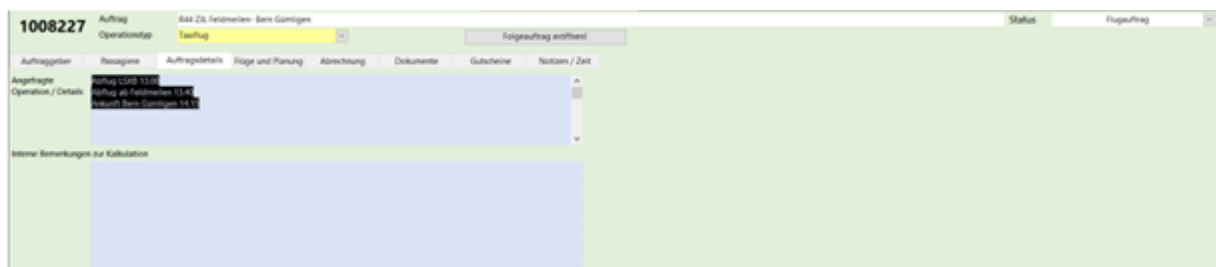 1008227
Auftrag R44 ZIL Feldmeilen- Bern Gümligen
Status Flugauftrag
Operationstyp Taxiflug
Folgeauftrag eröffnen!
Auftraggeber Passagiere Auftragsdetails Flüge und Planung Abrechnung Dokumente Gutscheine Notizen / Zeit
Angefragte
Operation / Details
Abflug LSXB 13.00
Abflug ab Feldmeilen 13.40
Ankunft Bern Gümligen 14.15
Interne Bemerkungen zur Kalkulation